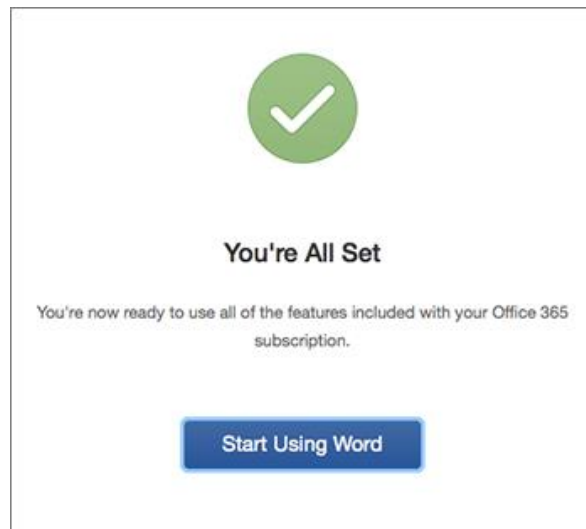 You're All Set
You're now ready to use all of the features included with your Office 365
subscription.
Start Using Word